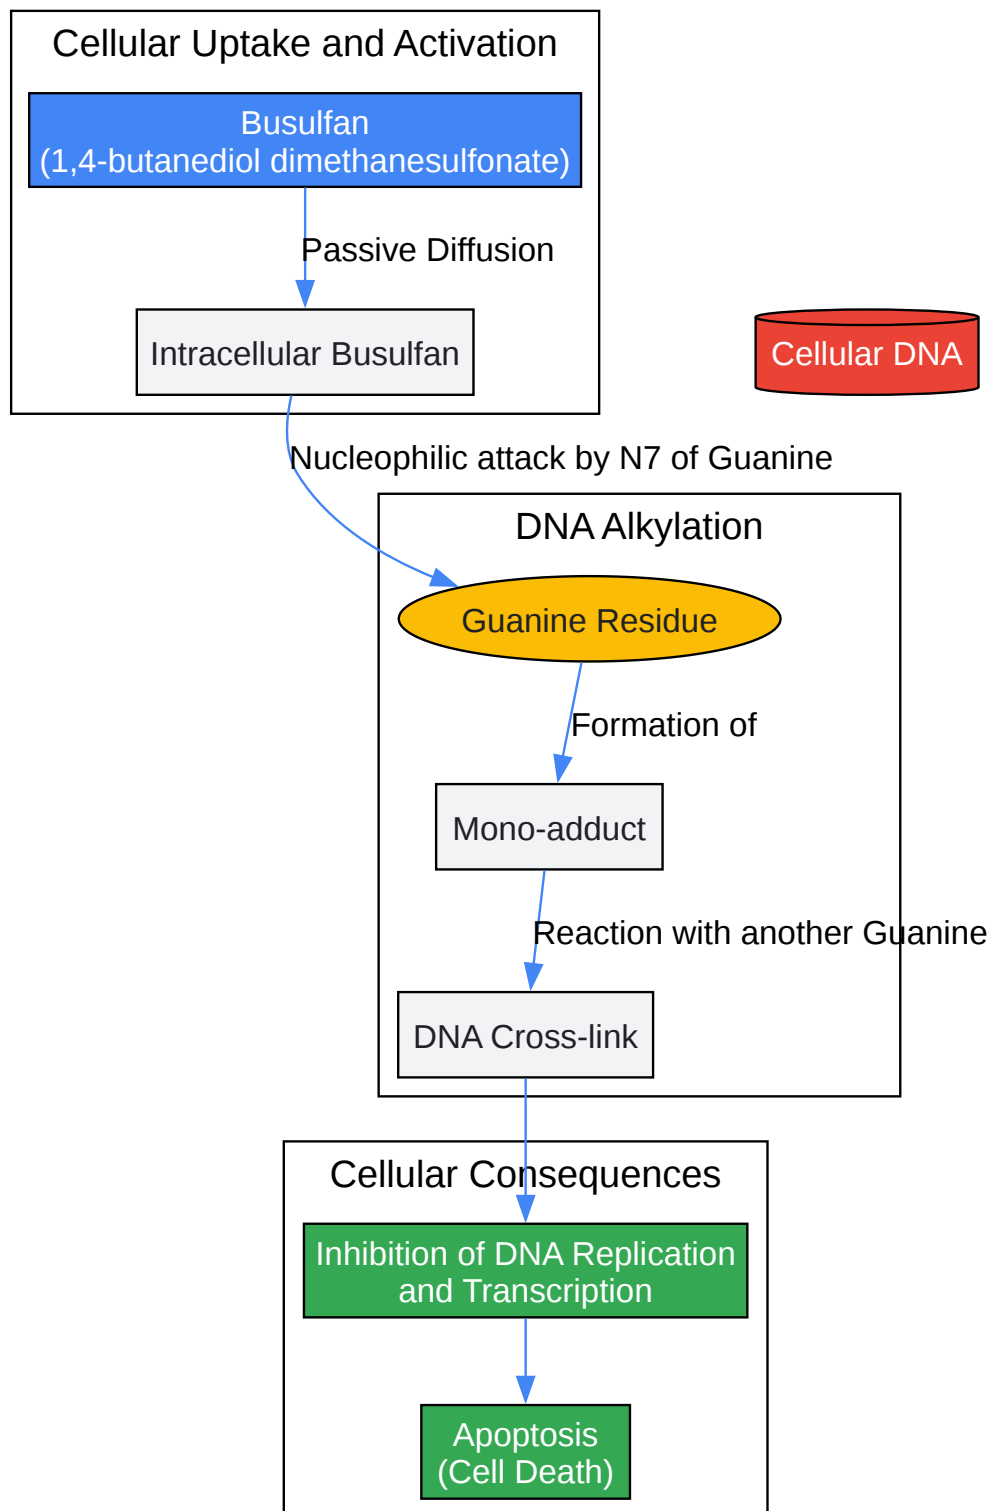 Cellular Uptake and Activation
Busulfan
(1,4-butanediol dimethanesulfonate)
Passive Diffusion
Intracellular Busulfan
Cellular DNA
Nucleophilic attack by N7 of Guanine
DNA Alkylation
Guanine Residue
Formation of
Mono-adduct
Reaction with another Guanine
DNA Cross-link
Cellular Consequences
Inhibition of DNA Replication
and Transcription
Apoptosis
(Cell Death)